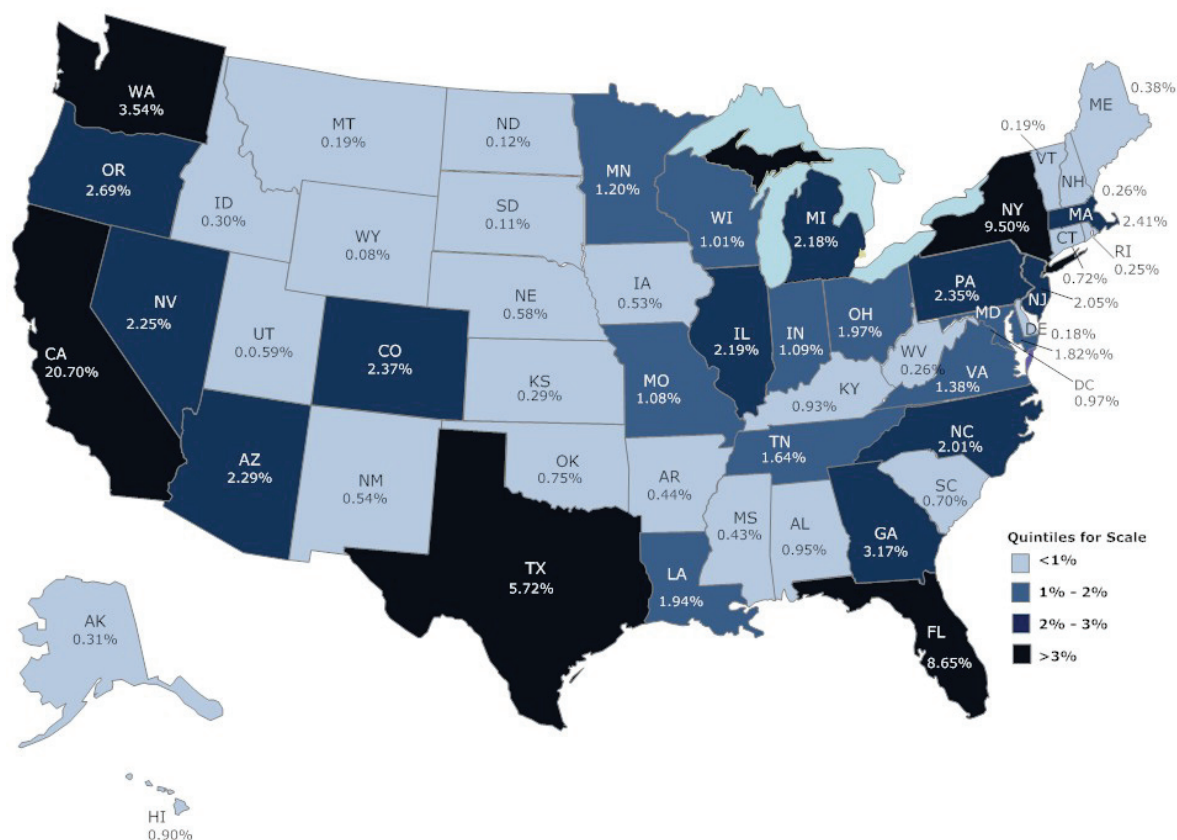 WA
3.54%
OR
2.69%
CA
20.70%
NV
2.25%
ID
0.30%
MT
0.19%
WY
0.08%
UT
0.0.59%
AZ
2.29%
CO
2.37%
NM
0.54%
ND
0.12%
SD
0.11%
NE
0.58%
KS
0.29%
OK
0.75%
TX
5.72%
MN
1.20%
IA
0.53%
MO
1.08%
AR
0.44%
LA
1.94%
WI
1.01%
IL
2.19%
MI
2.18%
IN
1.09%
OH
1.97%
KY
0.93%
TN
1.64%
MS
0.43%
AL
0.95%
GA
3.17%
FL
8.65%
SC
0.70%
NC
2.01%
VA
1.38%
WV
0.26%
PA
2.35%
NY
9.50%
ME
0.38%
0.19%
VT
NH
0.26%
MA
2.41%
CT
0.72%
RI
0.25%
NJ
2.05%
MD
DE
0.18%
1.82%%
DC
0.97%
AK
0.31%
HI
0.90%
Quintiles for Scale
<1%
1% - 2%
2% - 3%
>3%